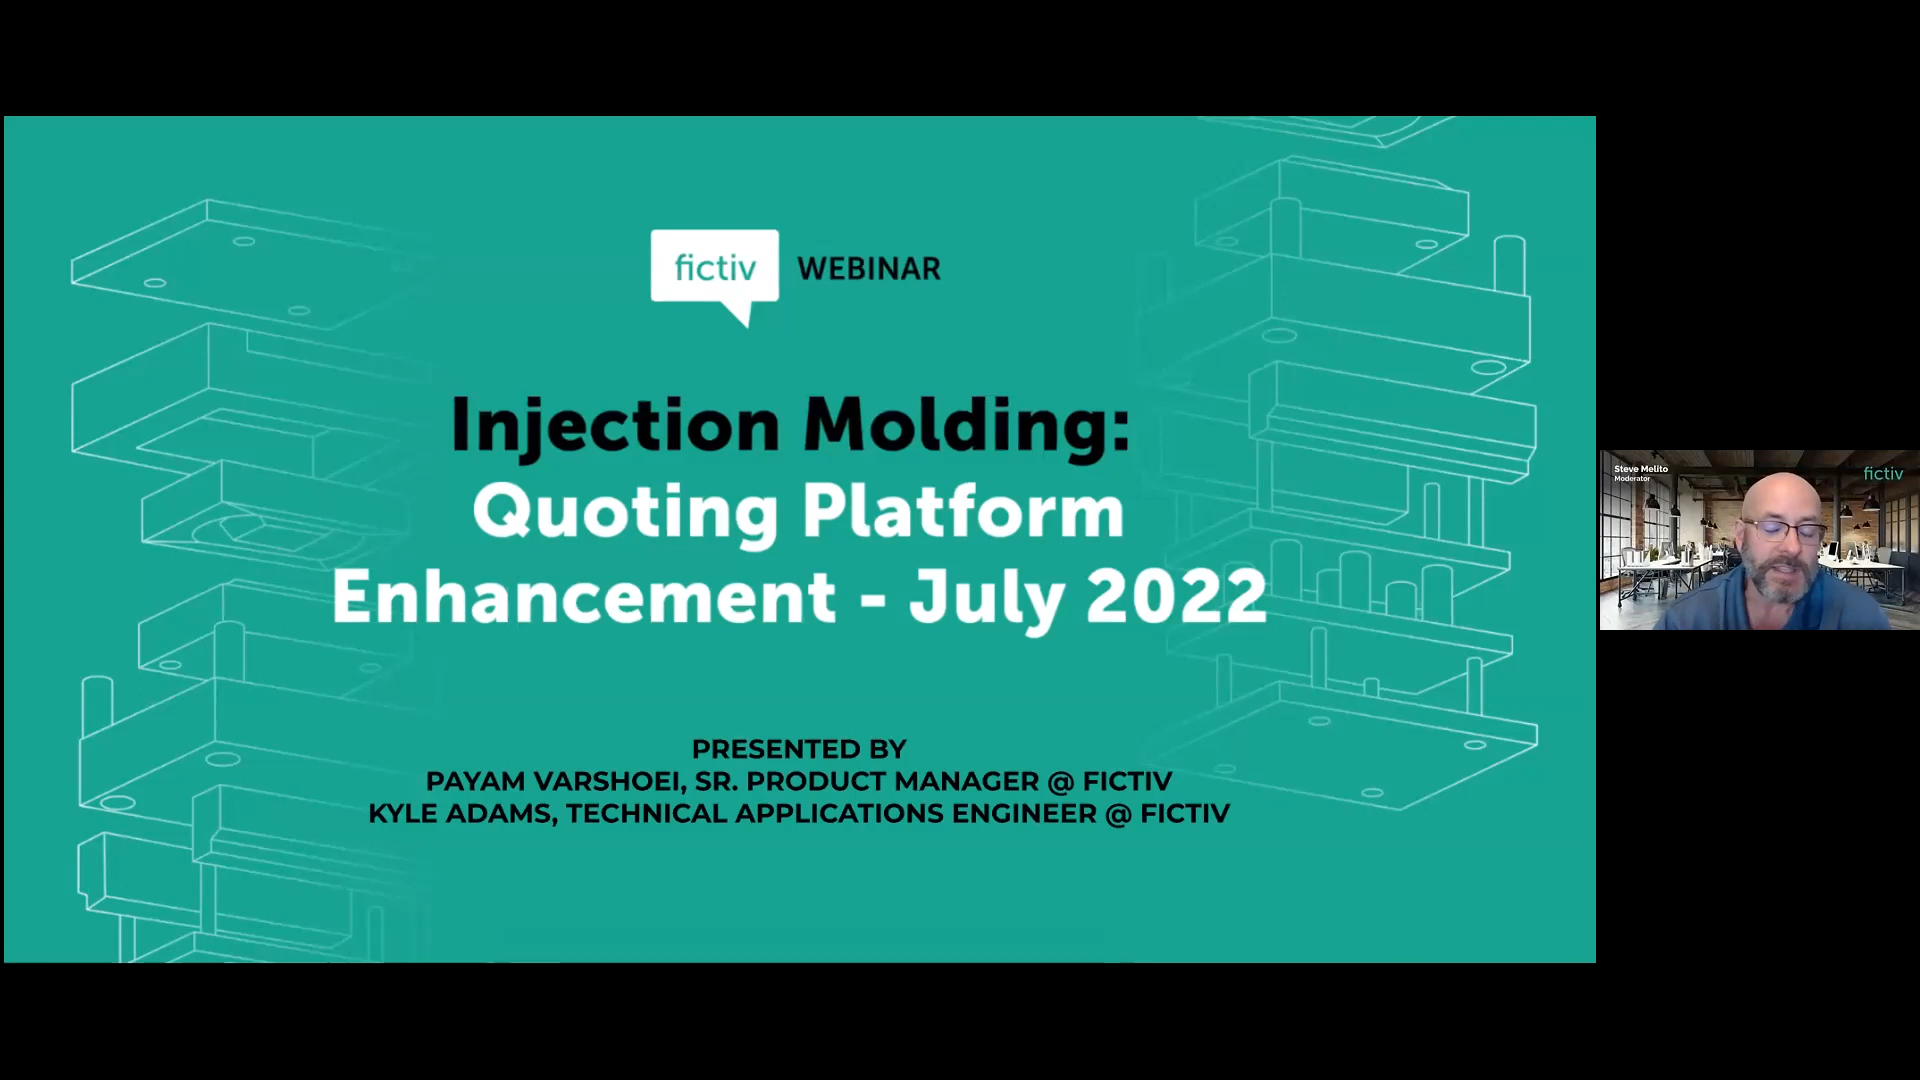 fictiv WEBINAR
Injection Molding:
Quoting Platform
Enhancement - July 2022
PRESENTED BY
PAYAM VARSHOEI, SR. PRODUCT MANAGER @ FICTIV
KYLE ADAMS, TECHNICAL APPLICATIONS ENGINEER @ FICTIV
Steve Melito
Moderator
fictiv